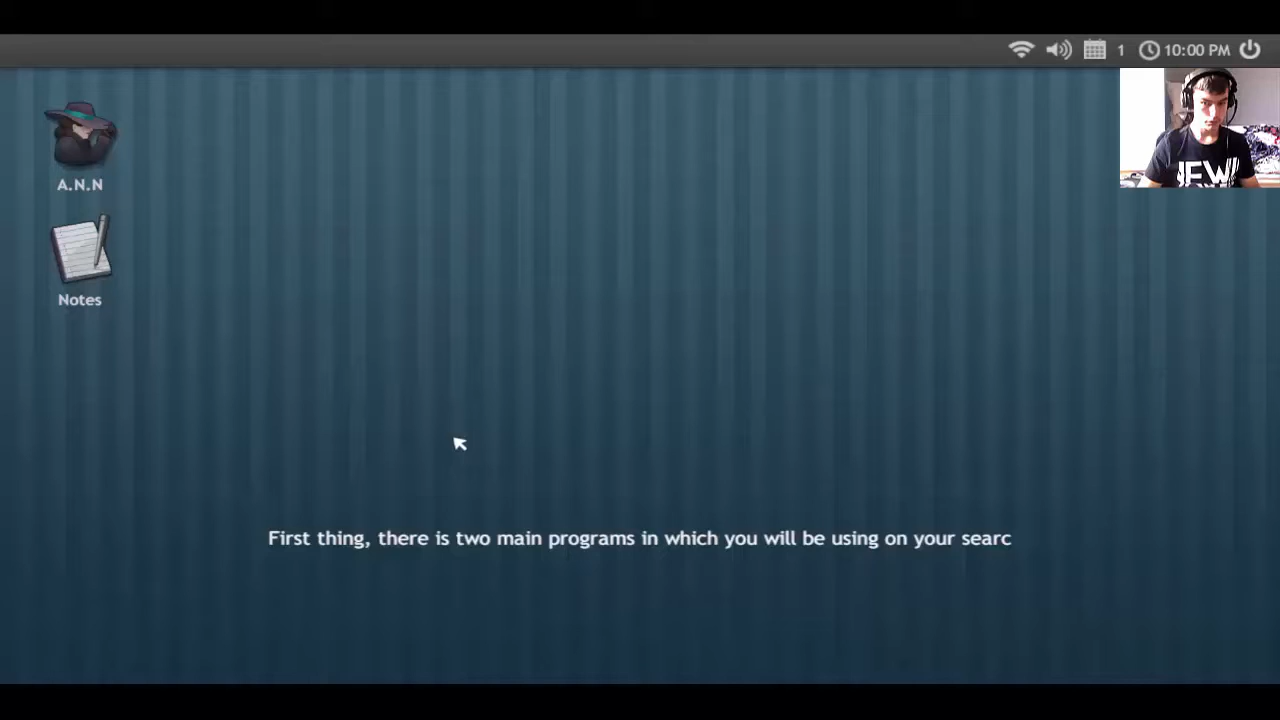 1 10:00 PM
A.N.N
Notes
First thing, there is two main programs in which you will be using on your searc